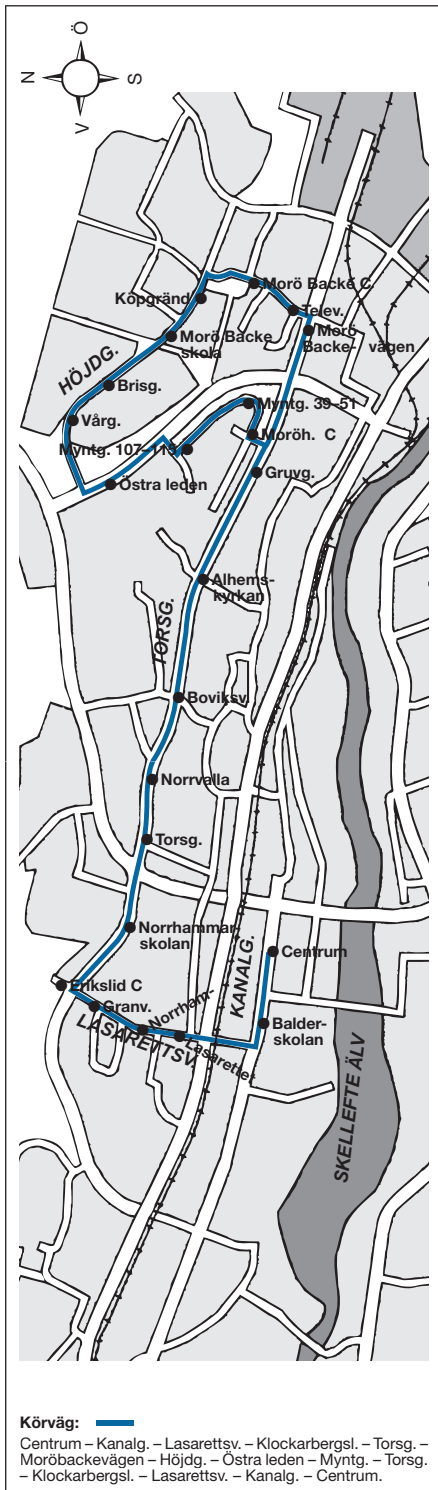 Ö
N
S
V
Köpgränd
Morö Backe C
Telev.
Morö
Backe- vägen
Morö Backe
skola
HÖJDG.
Brisg.
Myntg. 39–51
Vårg.
Moröh. C
Myntg. 107–115
Gruvg.
Östra leden
Alhems-
kyrkan
TORSG.
Boviksv.
Norrvalla
Torsg.
Norrhammar-
skolan
Centrum
KANALG.
Erikslid C
Granv.
Norrham-
Balder-
skolan
LASARETTSV.
Lasarettet
SKELLEFTE ÄLV
Körväg:
Centrum – Kanalg. – Lasarettsv. – Klockarbergsl. – Torsg. –
Moröbackevägen – Höjdg. – Östra leden – Myntg. – Torsg.
– Klockarbergsl. – Lasarettsv. – Kanalg. – Centrum.